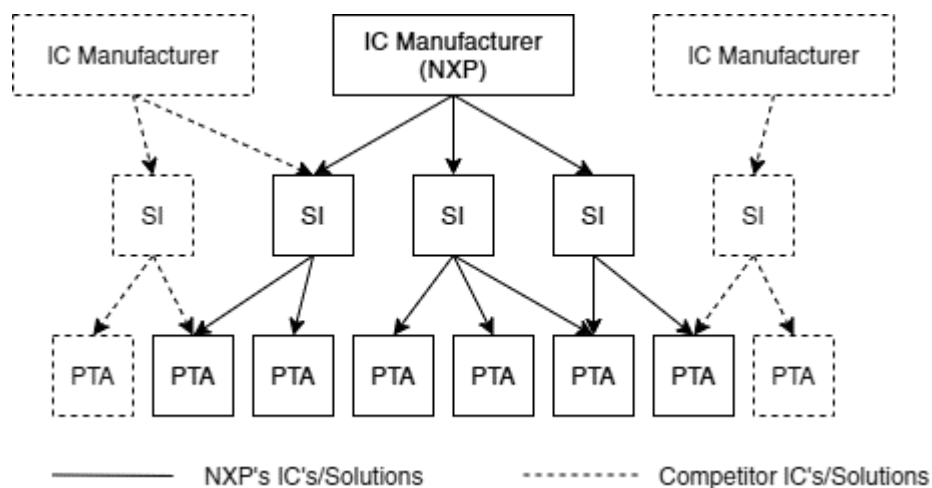 IC Manufacturer
IC Manufacturer
(NXP)
IC Manufacturer
SI
SI
SI
SI
SI
PTA
PTA
PTA
PTA
PTA
PTA
PTA
PTA
NXP's IC's/Solutions
Competitor IC's/Solutions